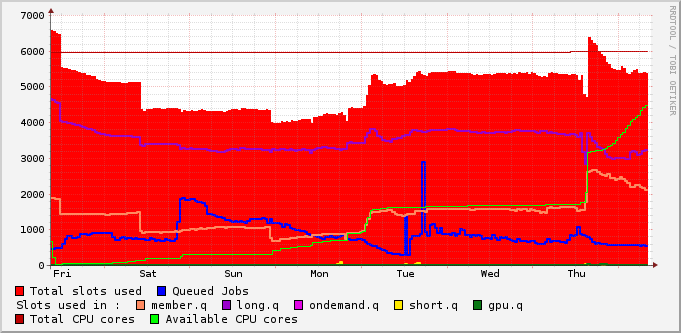 7000
6000
5000
4000
3000
2000
1000
0
Fri Sat Sun Mon Tue Wed Thu
RRDTOOL / TOBI OETIKER
Total slots used Queued Jobs
Slots used in : member.q long.q ondemand.q short.q gpu.q
Total CPU cores Available CPU cores